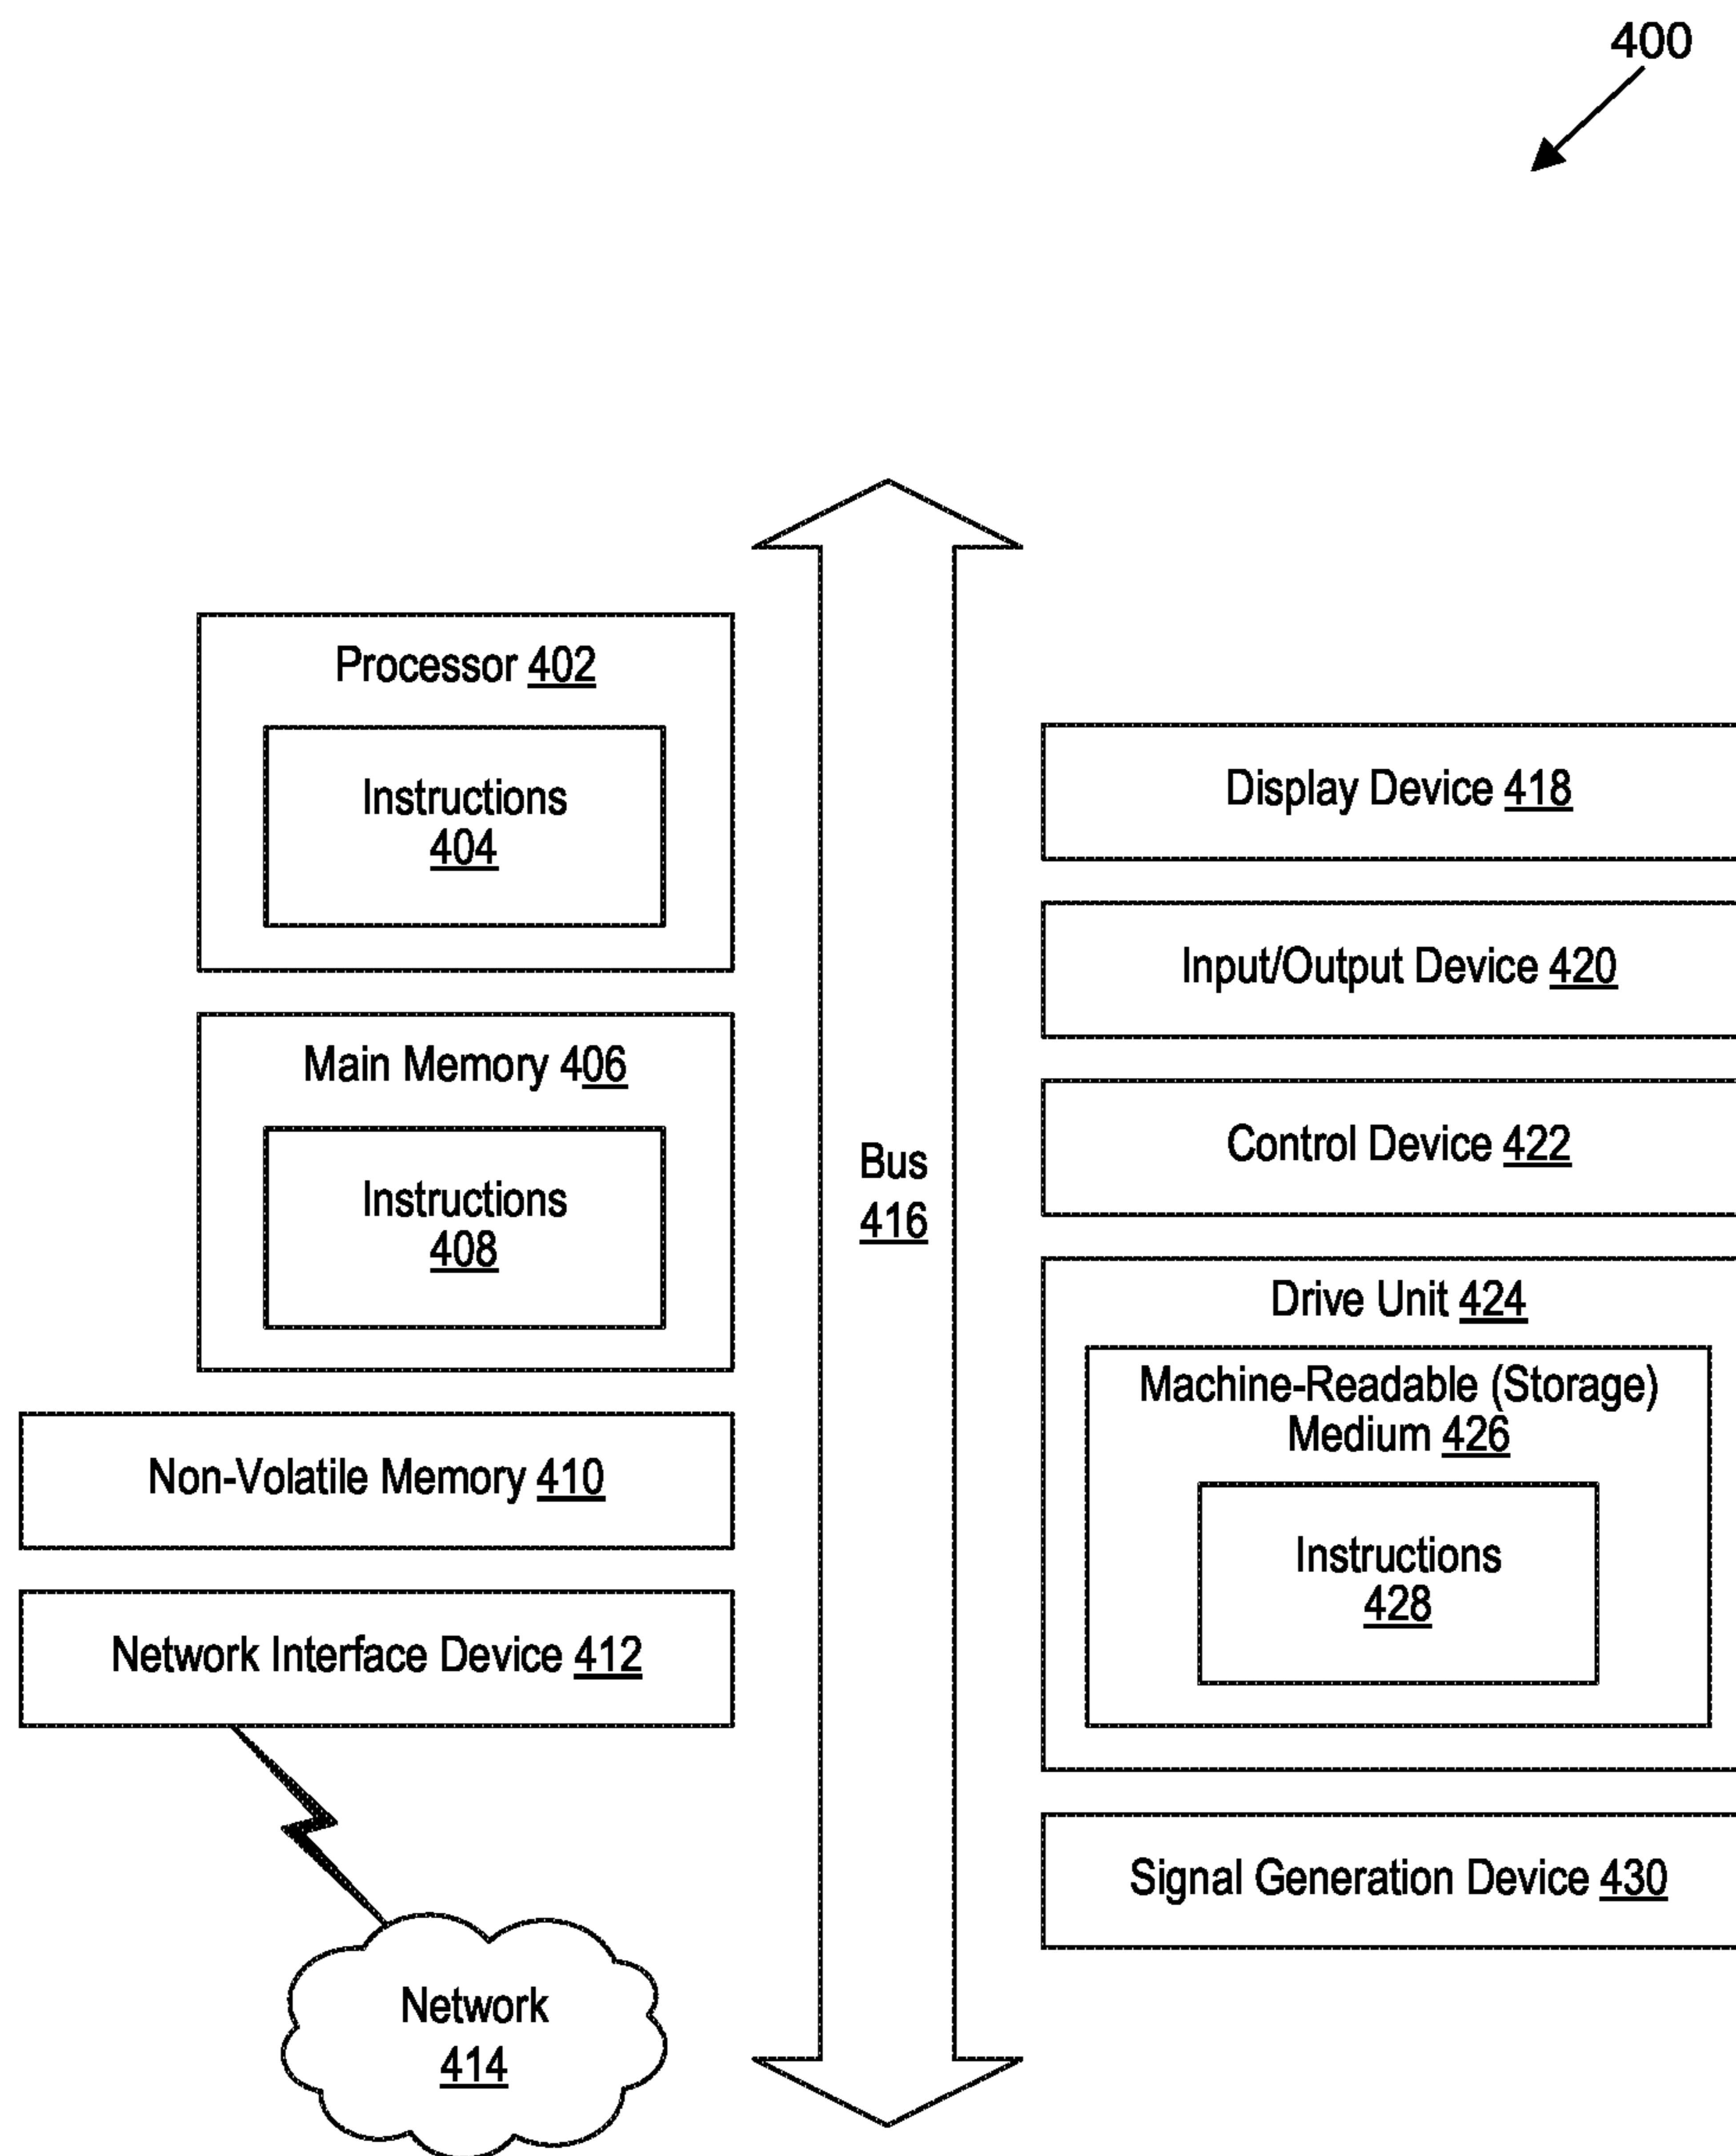 400
Processor 402
Instructions
404
Main Memory 406
Instructions
408
Non-Volatile Memory 410
Network Interface Device 412
Network
414
Bus
416
Display Device 418
Input/Output Device 420
Control Device 422
Drive Unit 424
Machine-Readable (Storage)
Medium 426
Instructions
428
Signal Generation Device 430